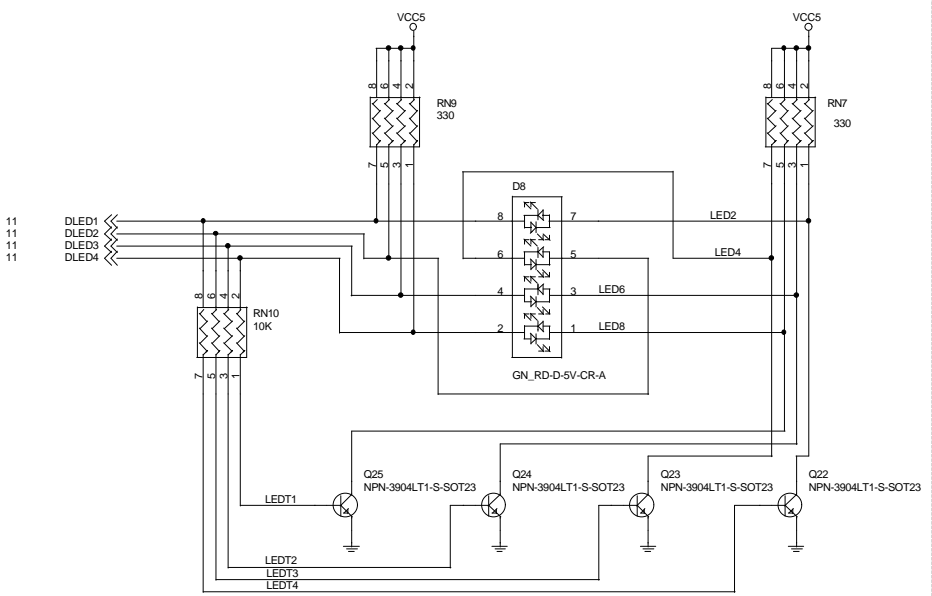 VCC5 VCC5
8 6 4 2 8 6 4 2
RN9 RN7
330 330
7 5 3 1 7 5 3 1
D8
11 DLED1 8 7 LED2
11 DLED2
11 DLED3
11 DLED4 6 5 LED4
8 6 4 2 4 3 LED6
RN10
10K 2 1 LED8
7 5 3 1 GN_RD-D-5V-CR-A
Q25 Q24 Q23 Q22
NPN-3904LT1-S-SOT23 NPN-3904LT1-S-SOT23 NPN-3904LT1-S-SOT23 NPN-3904LT1-S-SOT23
LEDT1
LEDT2
LEDT3
LEDT4